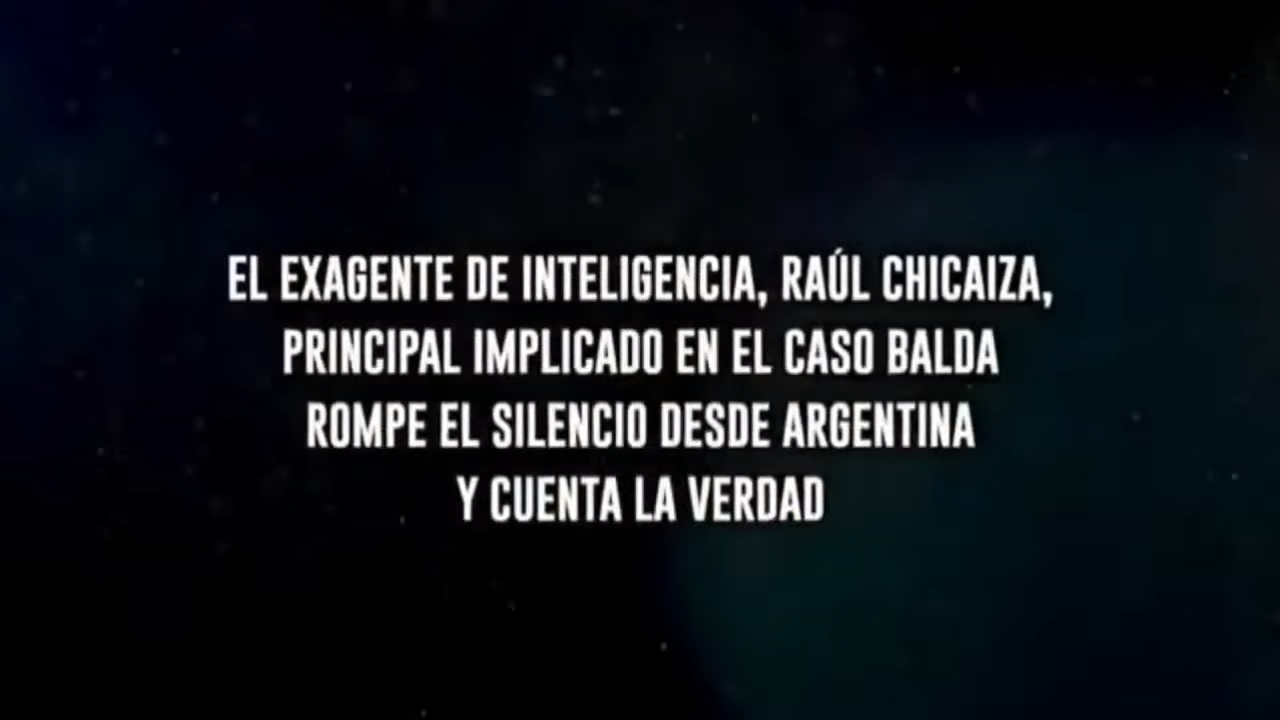 EL EXAGENTE DE INTELIGENCIA, RAÚL CHICAIZA,
PRINCIPAL IMPLICADO EN EL CASO BALDA
ROMPE EL SILENCIO DESDE ARGENTINA
Y CUENTA LA VERDAD